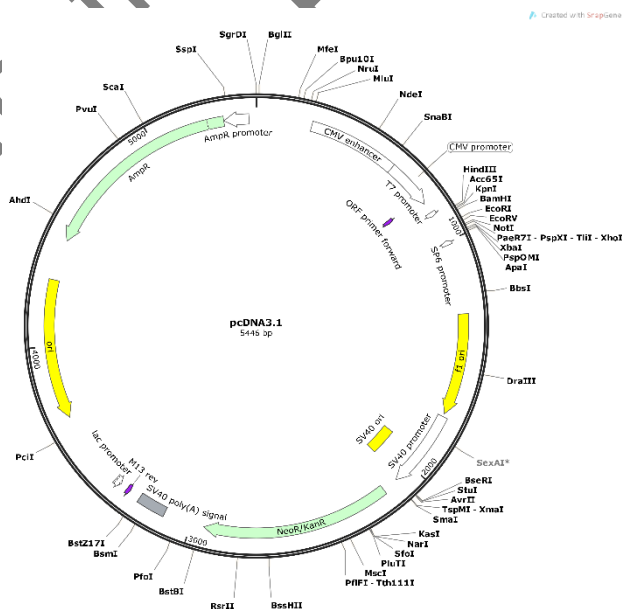 Created with SnapGene
SgrDI
BglII
SspI
MfeI
Bpu10I
NruI
MluI
ScaI
PvuI
NdeI
SnaBI
CMV promoter
HindIII
Acc65I
KpnI
BamHI
EcoRI
EcoRV
NotI
PaeR7I - PspXI - TliI - XhoI
XbaI
PspOMI
ApaI
BbsI
DraIII
SexAI*
BseRI
StuI
AvrII
TspMI - XmaI
SmaI
KasI
NarI
SfoI
PluTI
MscI
PflFI - Tth111I
BssHII
RsrII
BstBI
PfoI
BsmI
BstZ17I
PciI
AhdI
AmpR promoter
AmpR
CMV enhancer
T7 promoter
ORF primer forward
SP6 promoter
f1 ori
SV40 promoter
SV40 ori
NeoR/KanR
SV40 poly(A) signal
M13 rev
lac promoter
ori
1000
2000
3000
4000
5000
pcDNA3.1
5446 bp